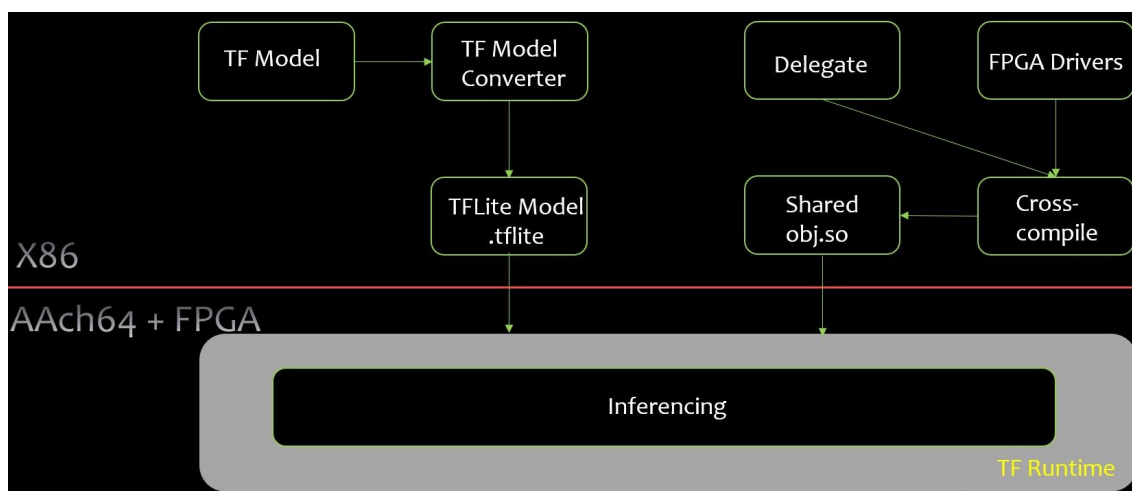 TF Model
TF Model
Converter
Delegate
FPGA Drivers
TFLite Model
.tflite
Shared
obj.so
Cross-
compile
X86
AAch64 + FPGA
Inferencing
TF Runtime